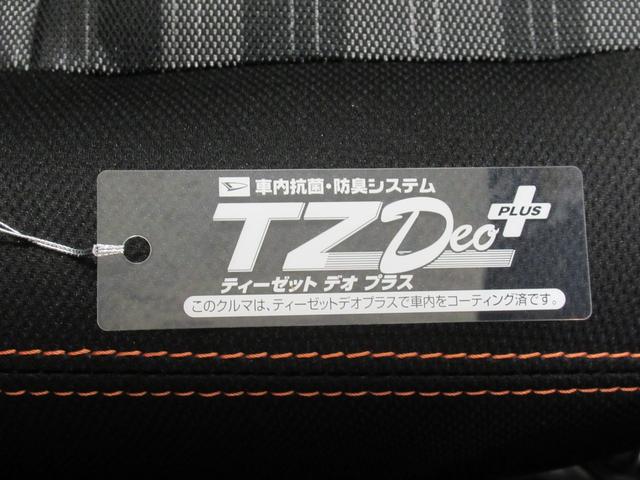 車内抗菌・防臭システム
TZ Deo PLUS
ティーゼット デオ プラス
このクルマは、ティーゼットデオプラスで車内をコーティング済です。